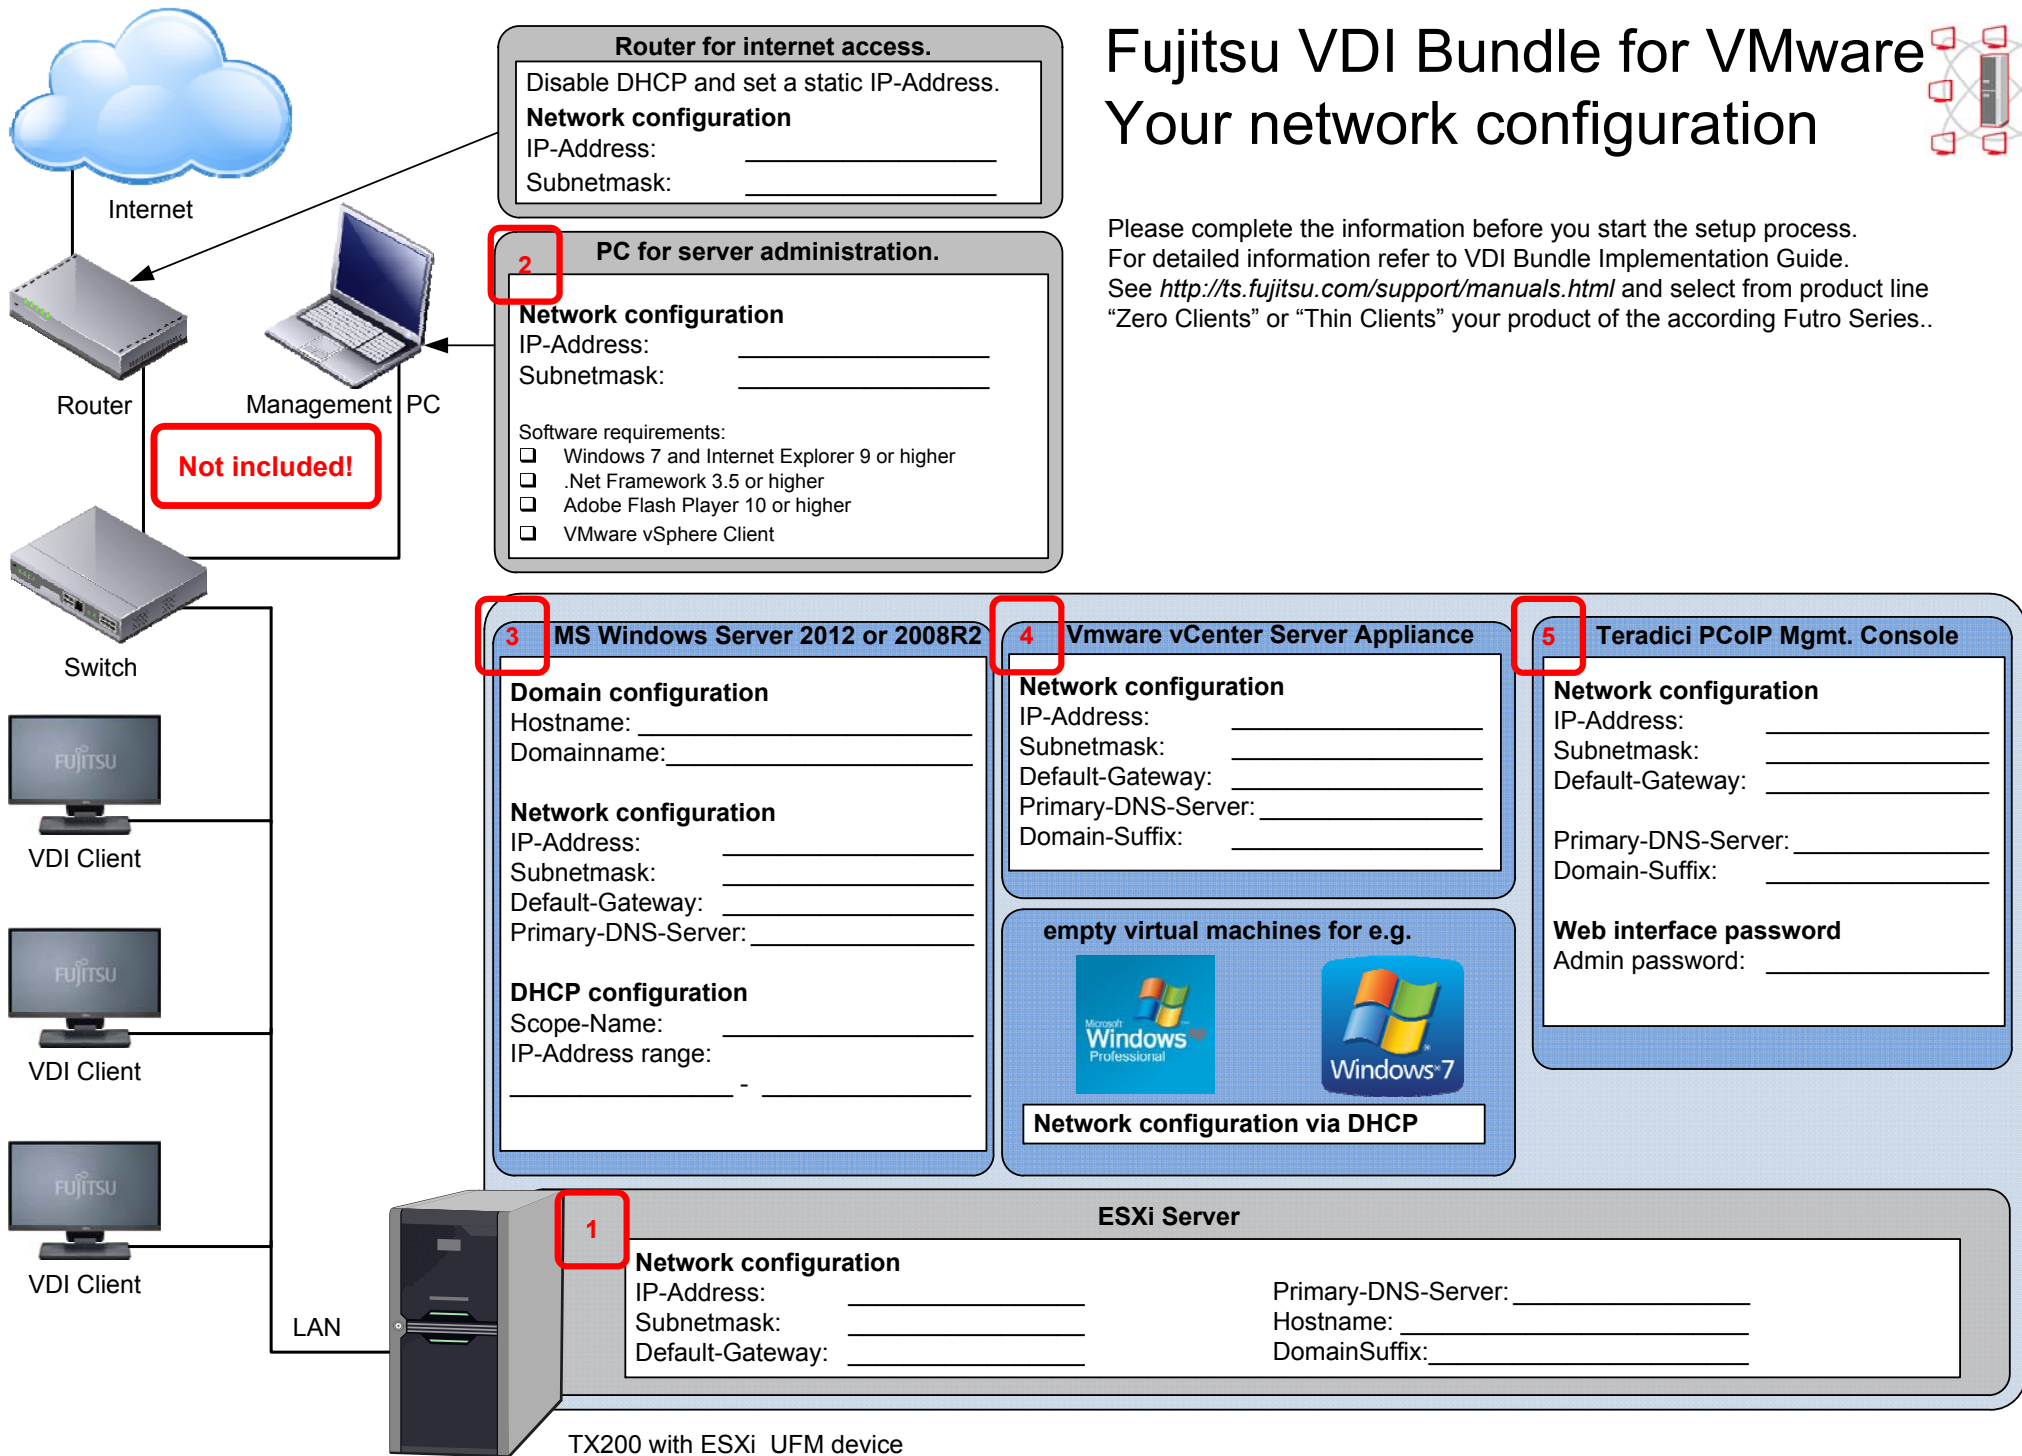 Fujitsu VDI Bundle for VMware
Your network configuration
Please complete the information before you start the setup process.
For detailed information refer to VDI Bundle Implementation Guide.
See http://ts.fujitsu.com/support/manuals.html and select from product line
“Zero Clients” or “Thin Clients” your product of the according Futro Series..
Internet
Router
Management PC
Not included!
Switch
FUJITSU
VDI Client
FUJITSU
VDI Client
FUJITSU
VDI Client
LAN
Router for internet access.
Disable DHCP and set a static IP-Address.
Network configuration
IP-Address:
Subnetmask:
2
PC for server administration.
Network configuration
IP-Address:
Subnetmask:
Software requirements:
Windows 7 and Internet Explorer 9 or higher
.Net Framework 3.5 or higher
Adobe Flash Player 10 or higher
VMware vSphere Client
3
MS Windows Server 2012 or 2008R2
Domain configuration
Hostname:
Domainname:
Network configuration
IP-Address:
Subnetmask:
Default-Gateway:
Primary-DNS-Server:
DHCP configuration
Scope-Name:
IP-Address range:
-
4
Vmware vCenter Server Appliance
Network configuration
IP-Address:
Subnetmask:
Default-Gateway:
Primary-DNS-Server:
Domain-Suffix:
empty virtual machines for e.g.
Microsoft
Windows xp
Professional
Windows 7
Network configuration via DHCP
5
Teradici PCoIP Mgmt. Console
Network configuration
IP-Address:
Subnetmask:
Default-Gateway:
Primary-DNS-Server:
Domain-Suffix:
Web interface password
Admin password:
1
ESXi Server
Network configuration
IP-Address:
Subnetmask:
Default-Gateway:
Primary-DNS-Server:
Hostname:
DomainSuffix:
TX200 with ESXi UFM device